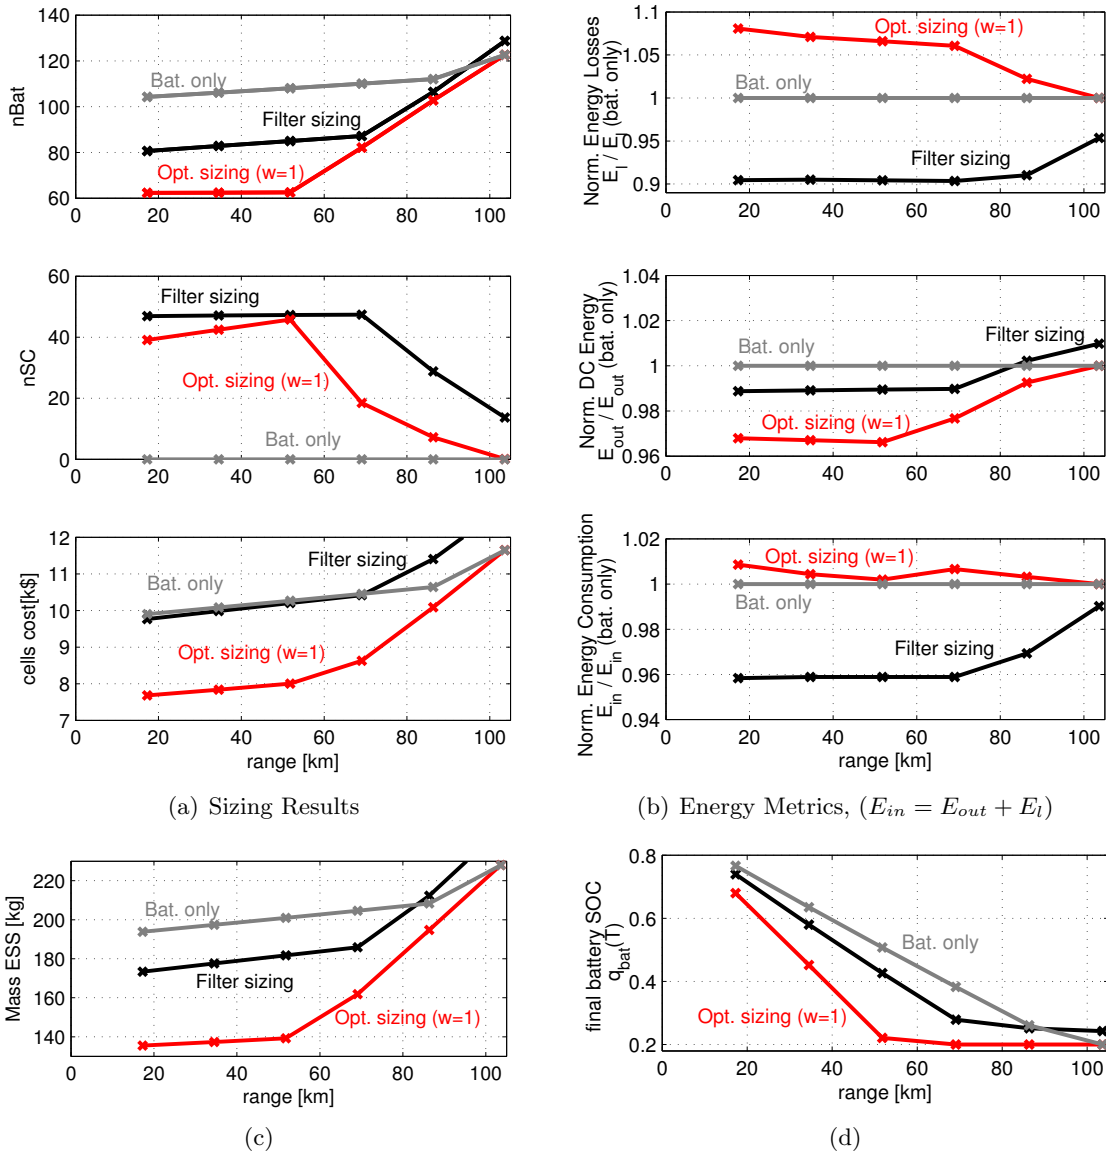 120
100
80
60
nBat
Bat. only
Filter sizing
Opt. sizing (w=1)
0
20
40
60
80
100
60
40
20
0
nSC
Filter sizing
Opt. sizing (w=1)
Bat. only
0
20
40
60
80
100
12
11
10
9
8
7
cells cost[k$]
Filter sizing
Bat. only
Opt. sizing (w=1)
0
20
40
60
80
100
range [km]
(a) Sizing Results
1.1
1.05
1
0.95
0.9
Norm. Energy Losses
E_l / E_l (bat. only)
Opt. sizing (w=1)
Bat. only
Filter sizing
0
20
40
60
80
100
1.04
1.02
1
0.98
0.96
Norm. DC Energy
E_out / E_out (bat. only)
Filter sizing
Bat. only
Opt. sizing (w=1)
0
20
40
60
80
100
1.02
1
0.98
0.96
0.94
Norm. Energy Consumption
E_in / E_in (bat. only)
Opt. sizing (w=1)
Bat. only
Filter sizing
0
20
40
60
80
100
range [km]
(b) Energy Metrics, (E_in = E_out + E_l)
220
200
180
160
140
Mass ESS [kg]
Bat. only
Filter sizing
Opt. sizing (w=1)
0
20
40
60
80
100
range [km]
(c)
0.8
0.6
0.4
0.2
final battery SOC
q_bat(T)
Bat. only
Opt. sizing (w=1)
Filter sizing
0
20
40
60
80
100
range [km]
(d)